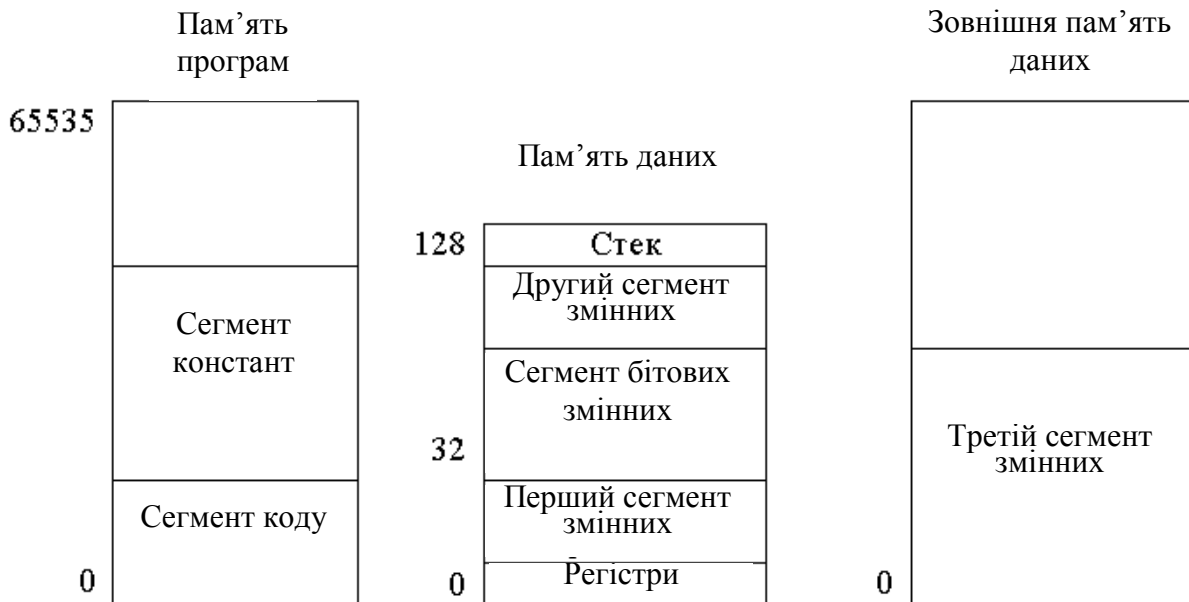 Пам’ять
програм
65535
Сегмент
констант
Сегмент коду
0
Пам’ять даних
128
Стек
Другий сегмент
змінних
Сегмент бітових
змінних
32
Перший сегмент
змінних
0
Регістри
Зовнішня пам’ять
даних
Третій сегмент
змінних
0